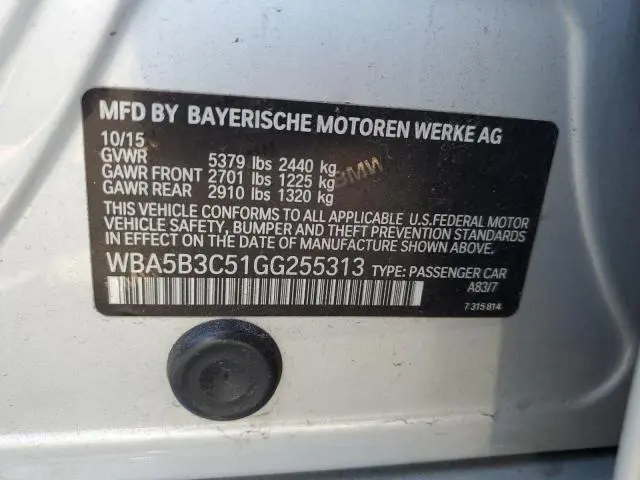 MFD BY BAYERISCHE MOTOREN WERKE AG
10/15
GVWR 5379 lbs 2440 kg
GAWR FRONT 2701 lbs 1225 kg
GAWR REAR 2910 lbs 1320 kg
BMW
THIS VEHICLE CONFORMS TO ALL APPLICABLE U.S.FEDERAL MOTOR
VEHICLE SAFETY, BUMPER AND THEFT PREVENTION STANDARDS
IN EFFECT ON THE DATE OF MANUFACTURE SHOWN ABOVE.
WBA5B3C51GG255313 TYPE: PASSENGER CAR
A83/7
7 315 814